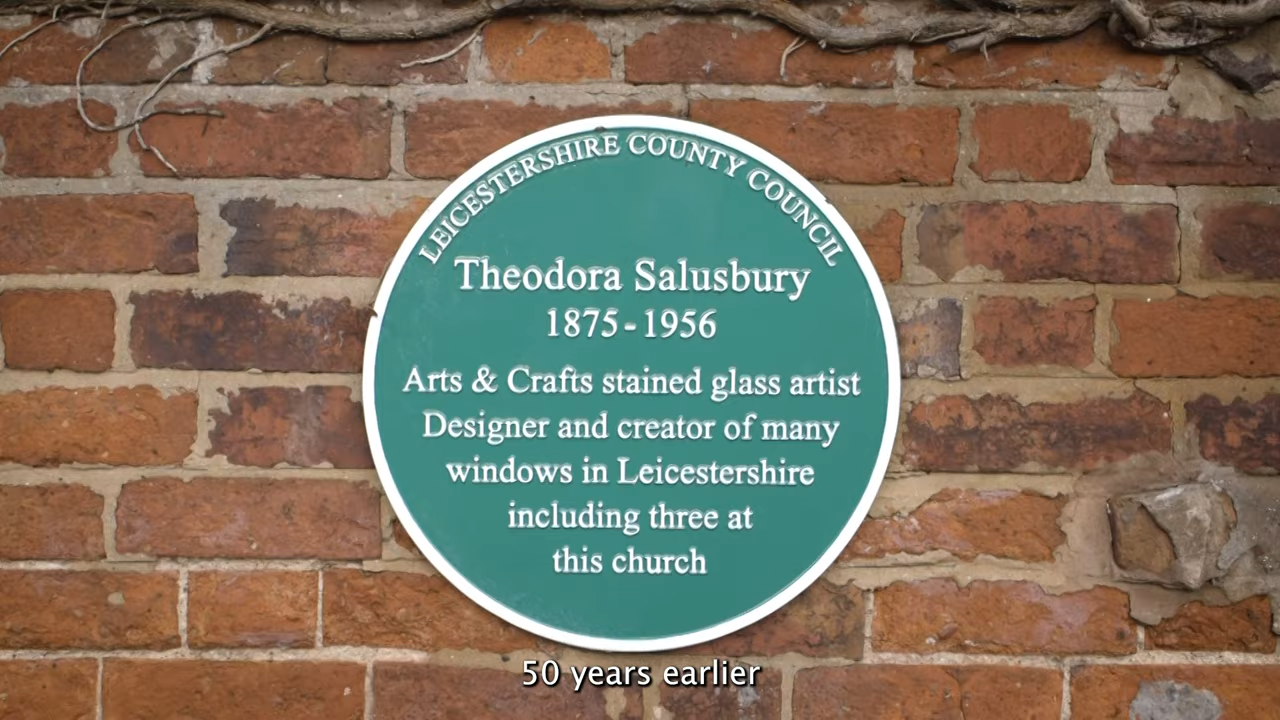 LEICESTERSHIRE COUNTY COUNCIL
Theodora Salusbury
1875-1956
Arts & Crafts stained glass artist
Designer and creator of many
windows in Leicestershire
including three at
this church
50 years earlier